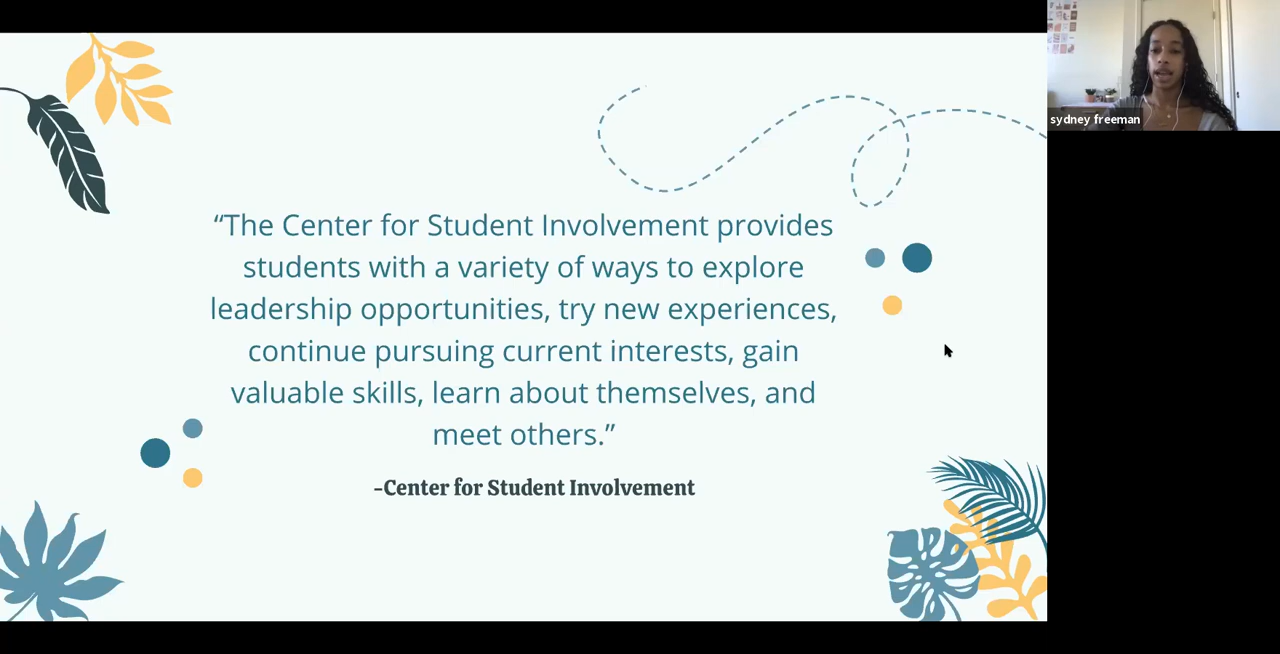 “The Center for Student Involvement provides
students with a variety of ways to explore
leadership opportunities, try new experiences,
continue pursuing current interests, gain
valuable skills, learn about themselves, and
meet others.”
-Center for Student Involvement
sydney freeman